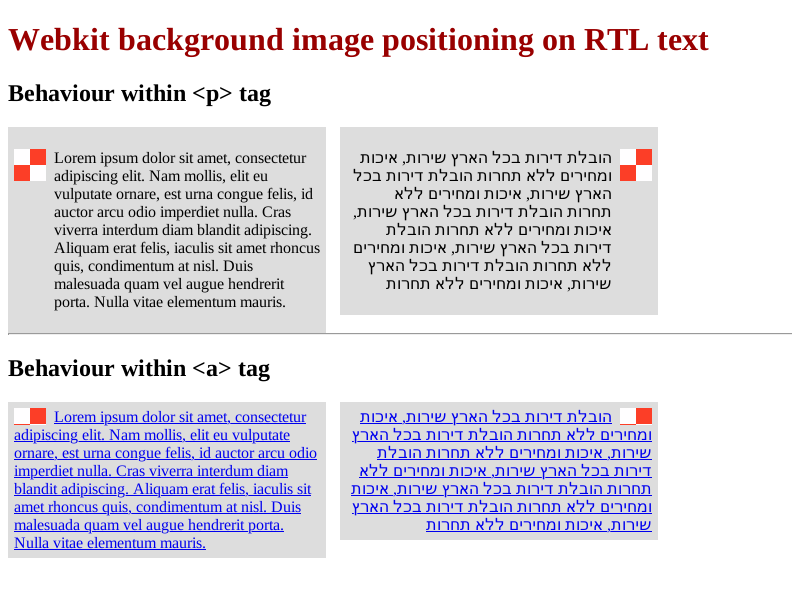 Webkit background image positioning on RTL text
Behaviour within <p> tag
Lorem ipsum dolor sit amet, consectetur
adipiscing elit. Nam mollis, elit eu
vulputate ornare, est urna congue felis, id
auctor arcu odio imperdiet nulla. Cras
viverra interdum diam blandit adipiscing.
Aliquam erat felis, iaculis sit amet rhoncus
quis, condimentum at nisl. Duis
malesuada quam vel augue hendrerit
porta. Nulla vitae elementum mauris.
הובלת דירות בכל הארץ שירות, איכות
ומחירים ללא תחרות הובלת דירות בכל
הארץ שירות, איכות ומחירים ללא
תחרות הובלת דירות בכל הארץ שירות,
איכות ומחירים ללא תחרות הובלת
דירות בכל הארץ שירות, איכות ומחירים
ללא תחרות הובלת דירות בכל הארץ
שירות, איכות ומחירים ללא תחרות
Behaviour within <a> tag
Lorem ipsum dolor sit amet, consectetur
adipiscing elit. Nam mollis, elit eu vulputate
ornare, est urna congue felis, id auctor arcu odio
imperdiet nulla. Cras viverra interdum diam
blandit adipiscing. Aliquam erat felis, iaculis sit
amet rhoncus quis, condimentum at nisl. Duis
malesuada quam vel augue hendrerit porta.
Nulla vitae elementum mauris.
הובלת דירות בכל הארץ שירות, איכות
ומחירים ללא תחרות הובלת דירות בכל הארץ
שירות, איכות ומחירים ללא תחרות הובלת
דירות בכל הארץ שירות, איכות ומחירים ללא
תחרות הובלת דירות בכל הארץ שירות, איכות
ומחירים ללא תחרות הובלת דירות בכל הארץ
שירות, איכות ומחירים ללא תחרות